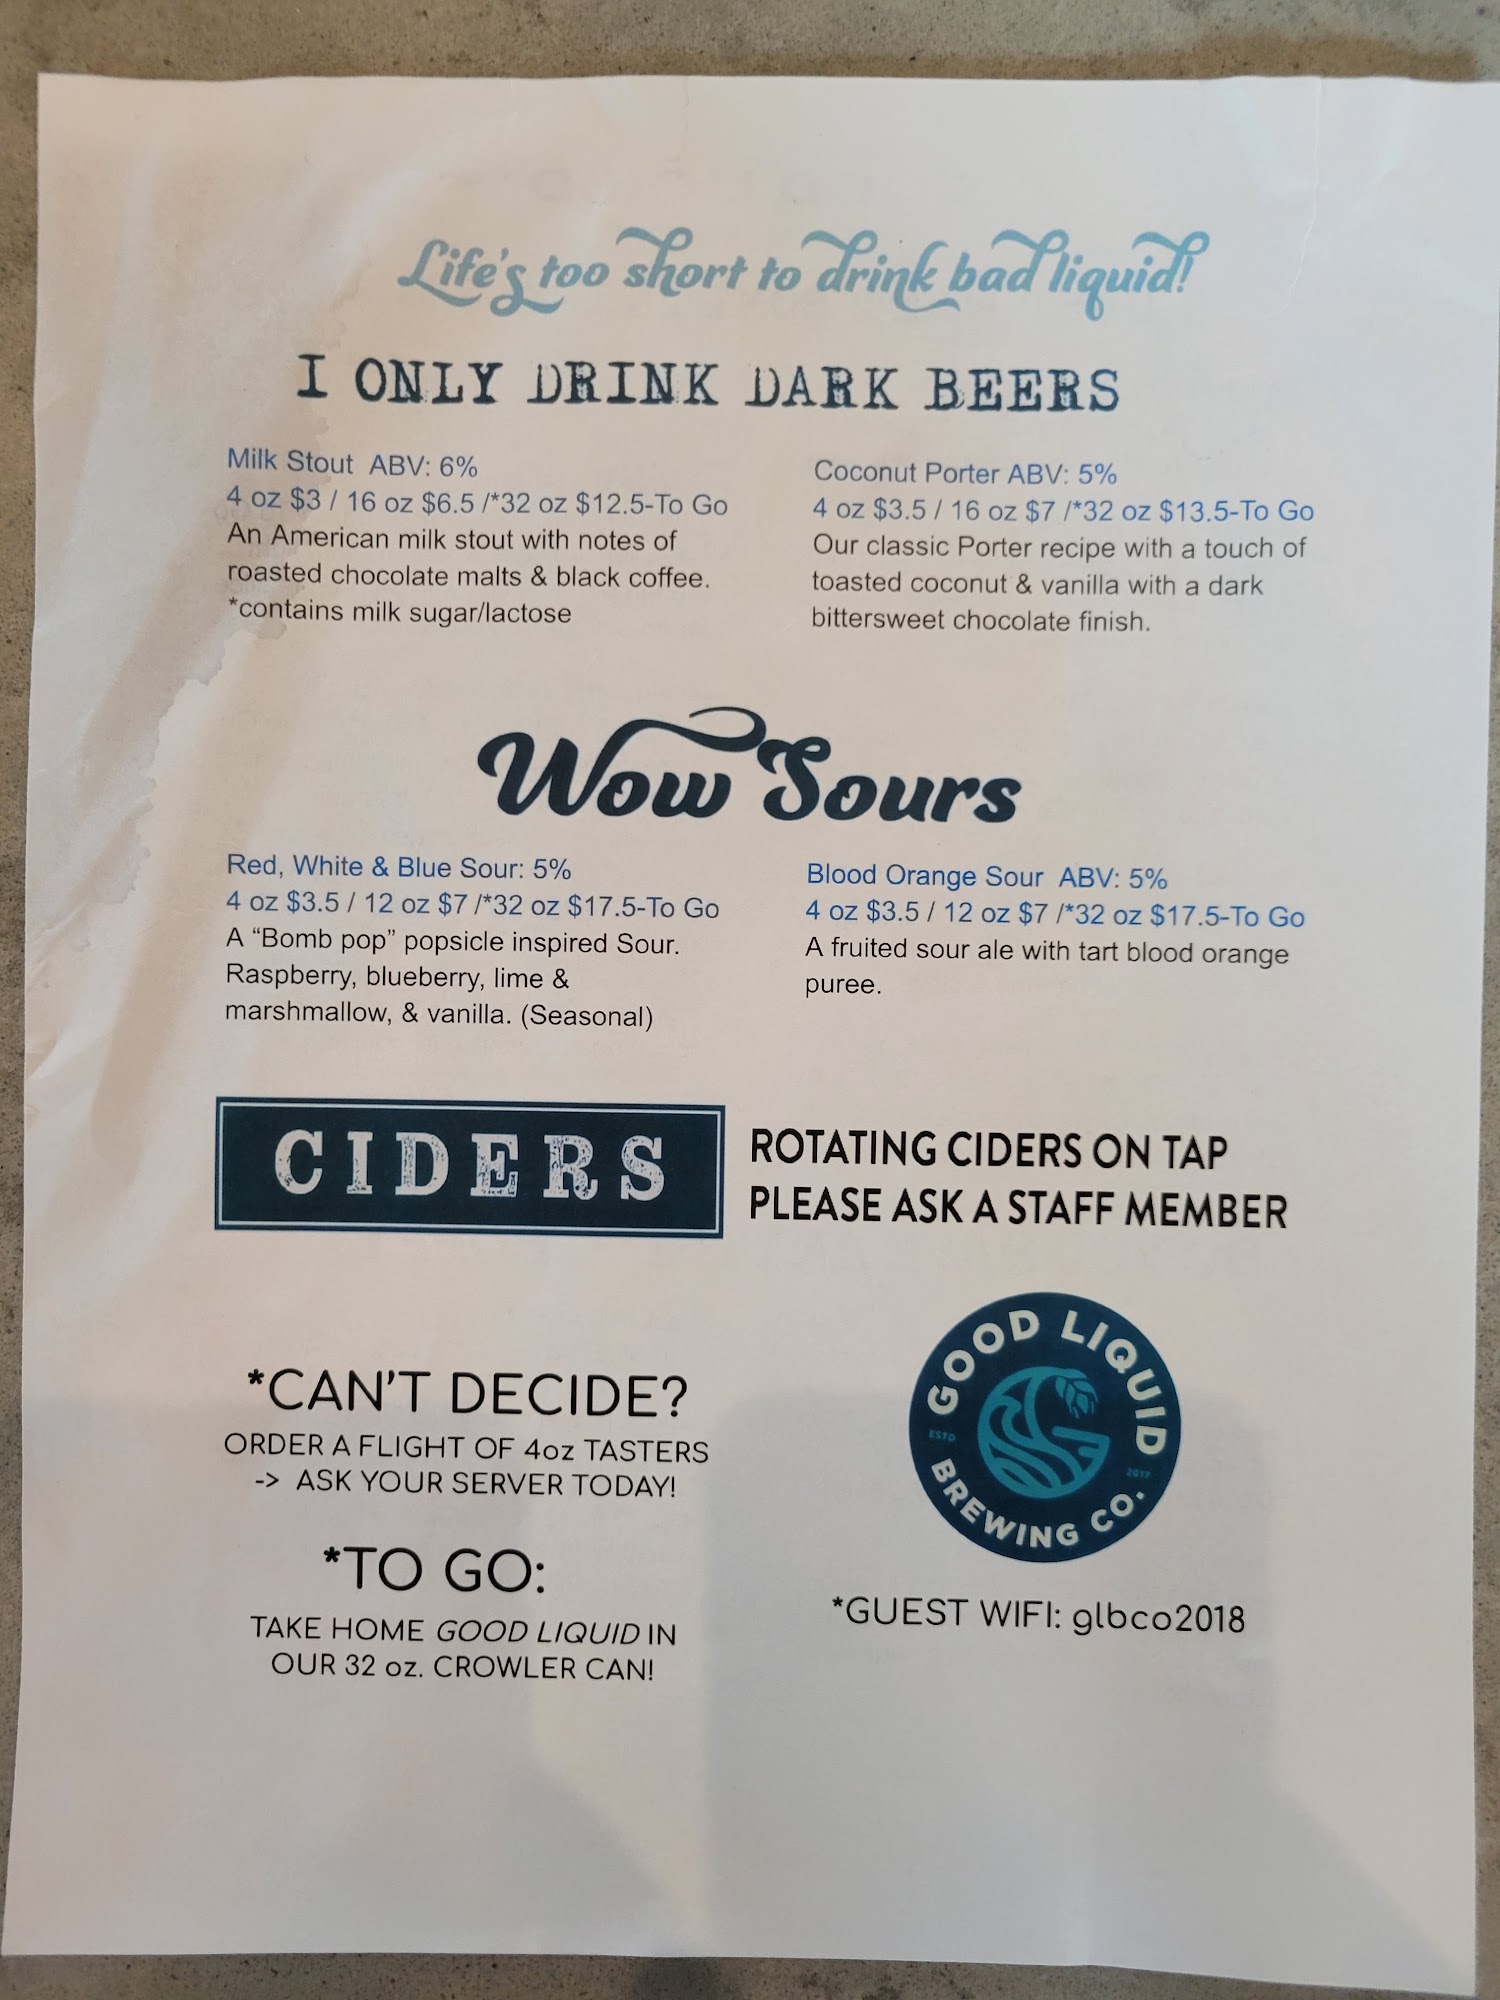 Life's too short to drink bad liquid!
I ONLY DRINK DARK BEERS
Milk Stout ABV: 6%
4 oz $3 / 16 oz $6.5 /*32 oz $12.5-To Go
An American milk stout with notes of
roasted chocolate malts & black coffee.
*contains milk sugar/lactose
Coconut Porter ABV: 5%
4 oz $3.5 / 16 oz $7 /*32 oz $13.5-To Go
Our classic Porter recipe with a touch of
toasted coconut & vanilla with a dark
bittersweet chocolate finish.
Wow Sours
Red, White & Blue Sour: 5%
4 oz $3.5 / 12 oz $7 /*32 oz $17.5-To Go
A “Bomb pop” popsicle inspired Sour.
Raspberry, blueberry, lime &
marshmallow, & vanilla. (Seasonal)
Blood Orange Sour ABV: 5%
4 oz $3.5 / 12 oz $7 /*32 oz $17.5-To Go
A fruited sour ale with tart blood orange
puree.
CIDERS
ROTATING CIDERS ON TAP
PLEASE ASK A STAFF MEMBER
*CAN'T DECIDE?
ORDER A FLIGHT OF 4oz TASTERS
-> ASK YOUR SERVER TODAY!
*TO GO:
TAKE HOME GOOD LIQUID IN
OUR 32 oz. CROWLER CAN!
GOOD LIQUID
ESTD 2017
BREWING CO.
*GUEST WIFI: glbco2018